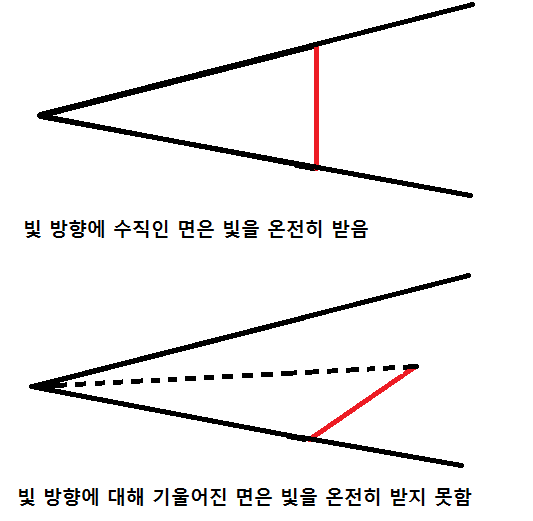 빛 방향에 수직인 면은 빛을 온전히 받음
빛 방향에 대해 기울어진 면은 빛을 온전히 받지 못함